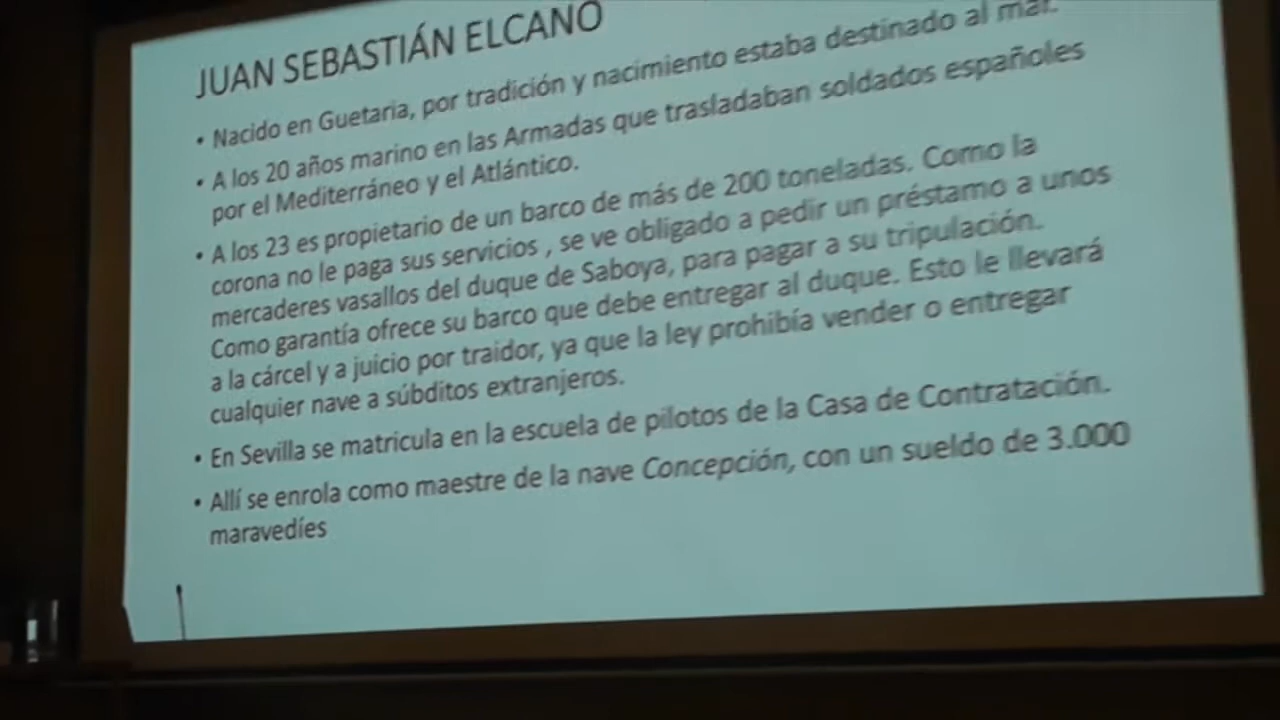 JUAN SEBASTIÁN ELCANO
• Nacido en Guetaria, por tradición y nacimiento estaba destinado al mar.
• A los 20 años marino en las Armadas que trasladaban soldados españoles
por el Mediterráneo y el Atlántico.
• A los 23 es propietario de un barco de más de 200 toneladas. Como la
corona no le paga sus servicios , se ve obligado a pedir un préstamo a unos
mercaderes vasallos del duque de Saboya, para pagar a su tripulación.
Como garantía ofrece su barco que debe entregar al duque. Esto le llevará
a la cárcel y a juicio por traidor, ya que la ley prohibía vender o entregar
cualquier nave a súbditos extranjeros.
• En Sevilla se matricula en la escuela de pilotos de la Casa de Contratación.
• Allí se enrola como maestre de la nave Concepción, con un sueldo de 3.000
maravedíes